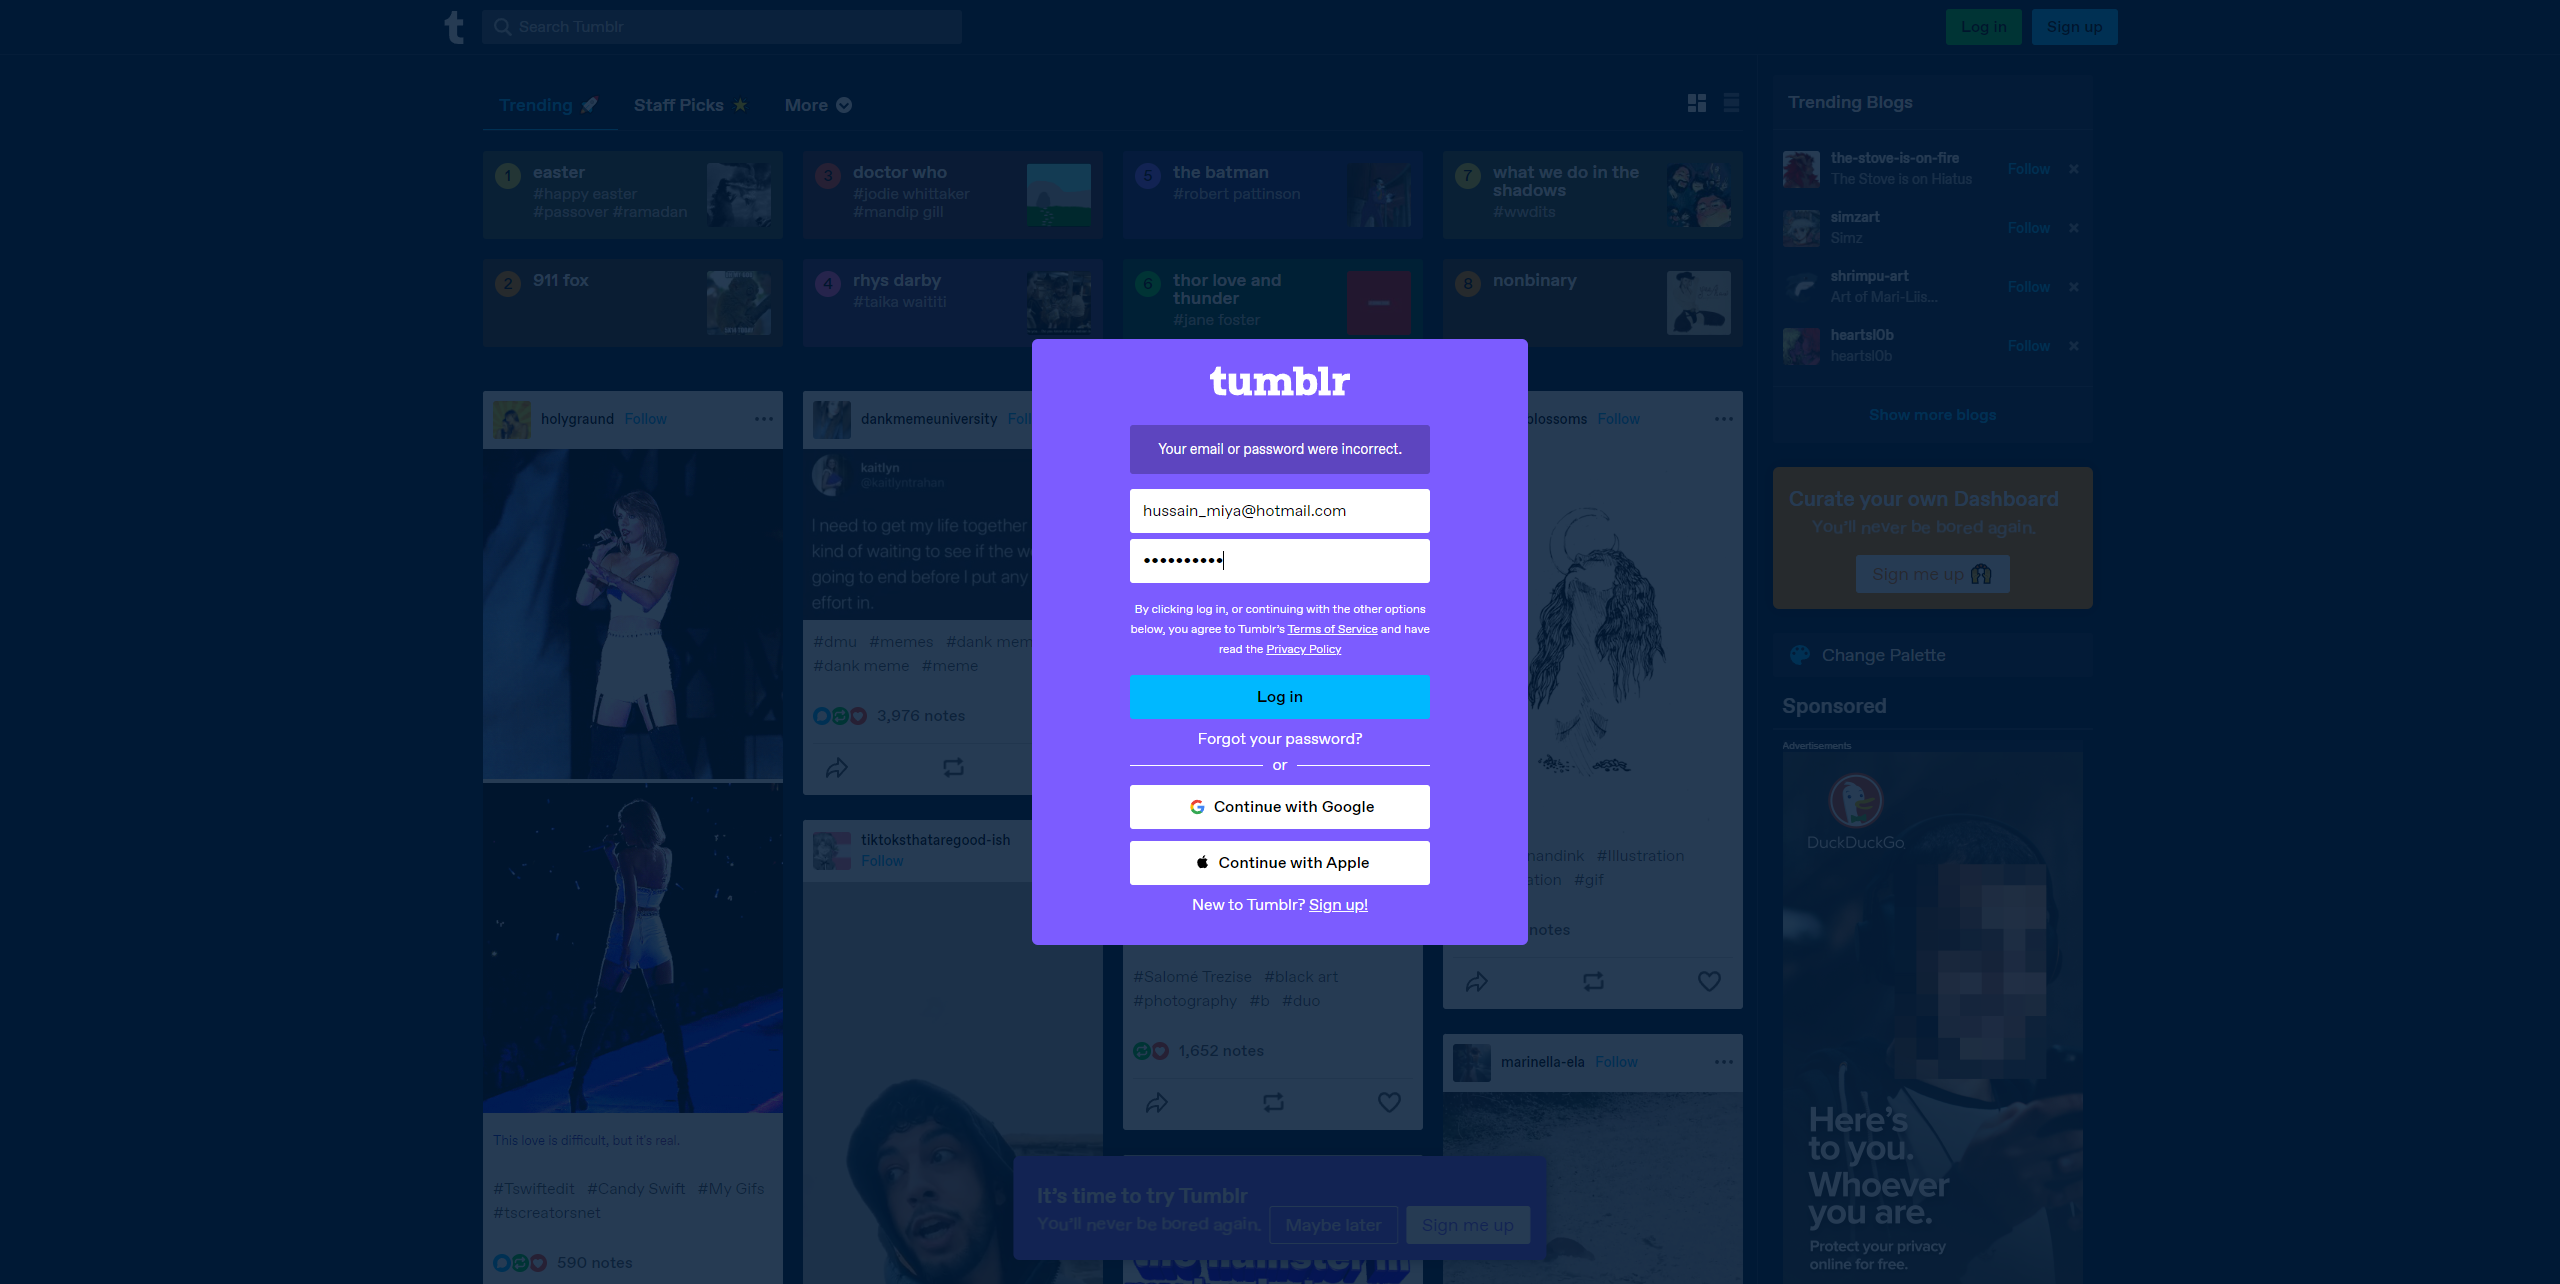 t
Search Tumblr
Log in
Sign up
Trending
Staff Picks
More
1
easter
#happy easter
#passover #ramadan
3
doctor who
#jodie whittaker
#mandip gill
5
the batman
#robert pattinson
7
what we do in the
shadows
#wwdits
2
911 fox
4
rhys darby
#taika waititi
6
thor love and
thunder
#jane foster
8
nonbinary
Trending Blogs
the-stove-is-on-fire
The Stove is on Hiatus
Follow
simzart
Simz
Follow
shrimpu-art
Art of Mari-Liis...
Follow
heartsl0b
heartsl0b
Follow
Show more blogs
Curate your own Dashboard
You'll never be bored again.
Sign me up
Change Palette
Sponsored
Advertisements
DuckDuckGo
Here's
to you.
Whoever
you are.
Protect your privacy
online for free.
holygraund Follow
This love is difficult, but it's real.
#Tswiftedit #Candy Swift #My Gifs
#tscreatorsnet
590 notes
dankmemeuniversity Foll
kaitlyn
@kaitlyntrahan
I need to get my life together
kind of waiting to see if the w
going to end before I put any
effort in.
#dmu #memes #dank mem
#dank meme #meme
3,976 notes
tiktoksthataregood-ish
Follow
tumblr
Your email or password were incorrect.
hussain_miya@hotmail.com
••••••••••
By clicking log in, or continuing with the other options
below, you agree to Tumblr's Terms of Service and have
read the Privacy Policy
Log in
Forgot your password?
or
Continue with Google
Continue with Apple
New to Tumblr? Sign up!
#Salomé Trezise #black art
#photography #b #duo
1,652 notes
blossoms Follow
nandink #Illustration
ation #gif
notes
marinella-ela Follow
It's time to try Tumblr
You'll never be bored again.
Maybe later
Sign me up